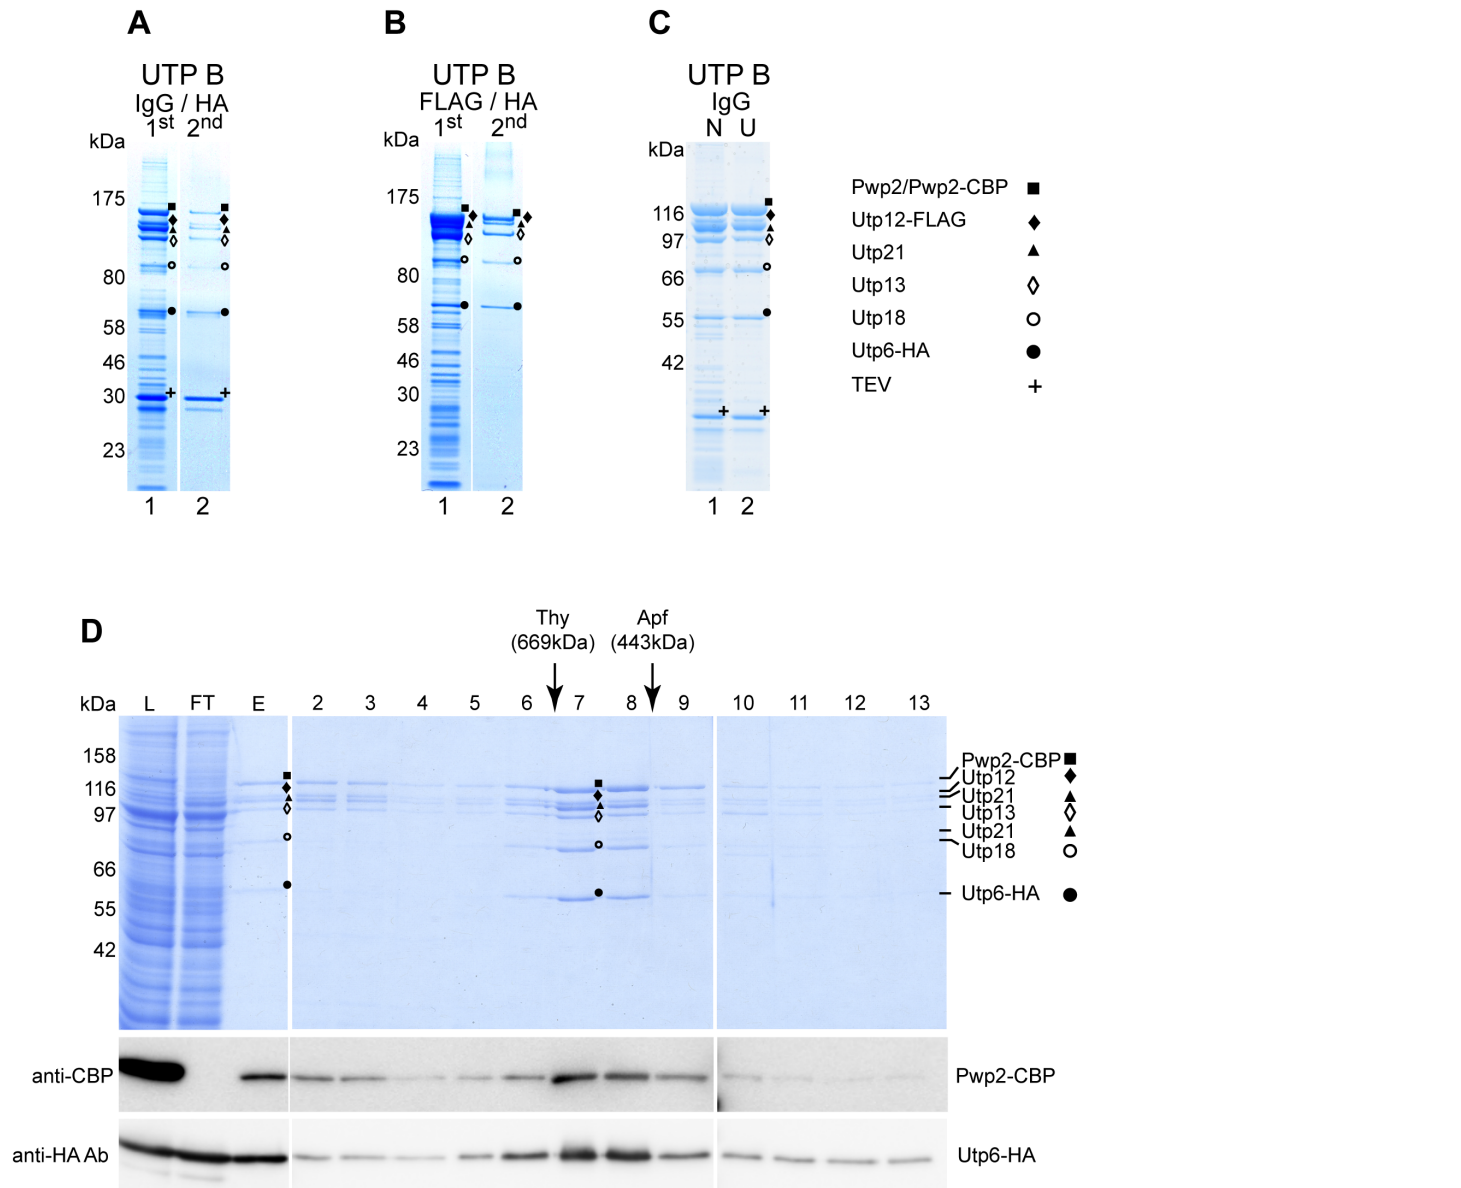 A
B
C
UTP B
IgG / HA
1st 2nd
kDa
175
80
58
46
30
23
1 2
UTP B
FLAG / HA
1st 2nd
kDa
175
80
58
46
30
23
1 2
UTP B
IgG
N U
kDa
116
97
66
55
42
1 2
Pwp2/Pwp2-CBP
Utp12-FLAG
Utp21
Utp13
Utp18
Utp6-HA
TEV
D
Thy
(669kDa)
Apf
(443kDa)
kDa L FT E 2 3 4 5 6 7 8 9 10 11 12 13
158
116
97
66
55
42
Pwp2-CBP
Utp12
Utp21
Utp13
Utp21
Utp18
Utp6-HA
anti-CBP
Pwp2-CBP
anti-HA Ab
Utp6-HA